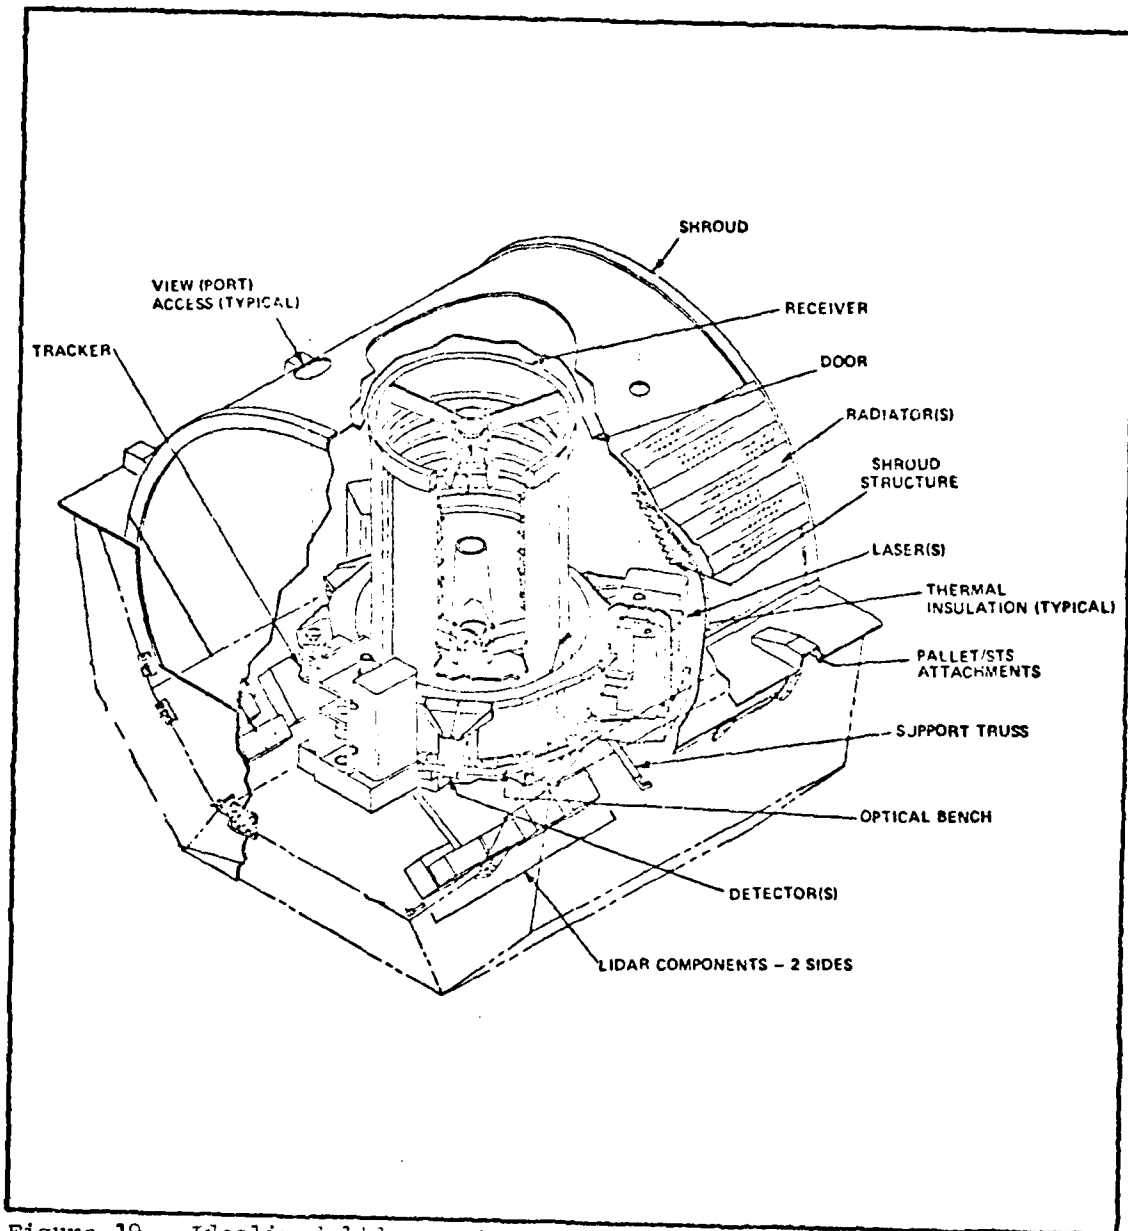 SHROUD
VIEW (PORT)
ACCESS (TYPICAL)
RECEIVER
TRACKER
DOOR
RADIATOR(S)
SHROUD
STRUCTURE
LASER(S)
THERMAL
INSULATION (TYPICAL)
PALLET/STS
ATTACHMENTS
SUPPORT TRUSS
OPTICAL BENCH
DETECTOR(S)
LIDAR COMPONENTS – 2 SIDES
Figure 19